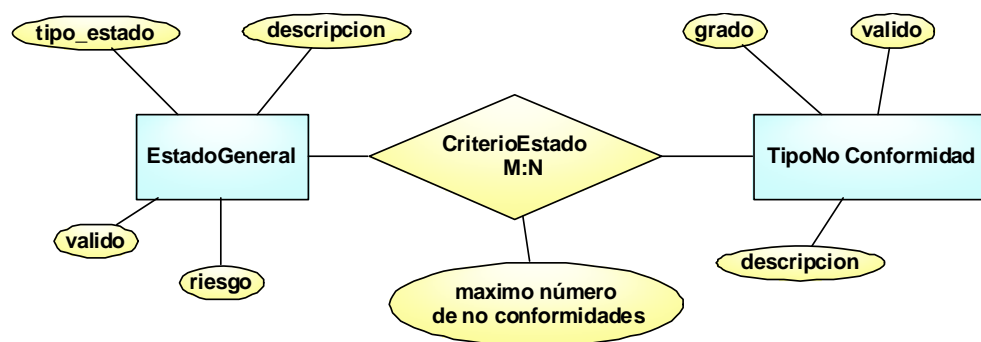 tipo_estado
descripcion
grado
valido
EstadoGeneral
CriterioEstado
M:N
TipoNo Conformidad
valido
riesgo
descripcion
maximo número
de no conformidades